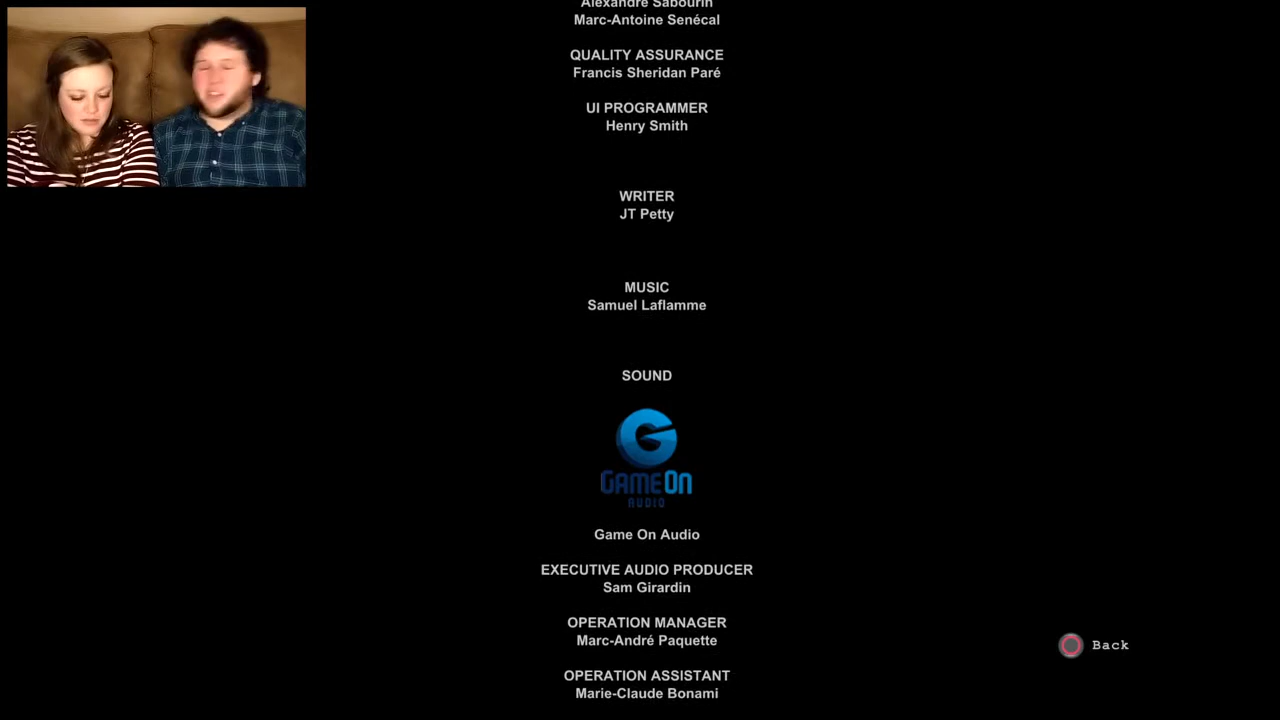 Alexandre Sabourin
Marc-Antoine Senécal
QUALITY ASSURANCE
Francis Sheridan Paré
UI PROGRAMMER
Henry Smith
WRITER
JT Petty
MUSIC
Samuel Laflamme
SOUND
GAMEON
AUDIO
Game On Audio
EXECUTIVE AUDIO PRODUCER
Sam Girardin
OPERATION MANAGER
Marc-André Paquette
OPERATION ASSISTANT
Marie-Claude Bonami
Back